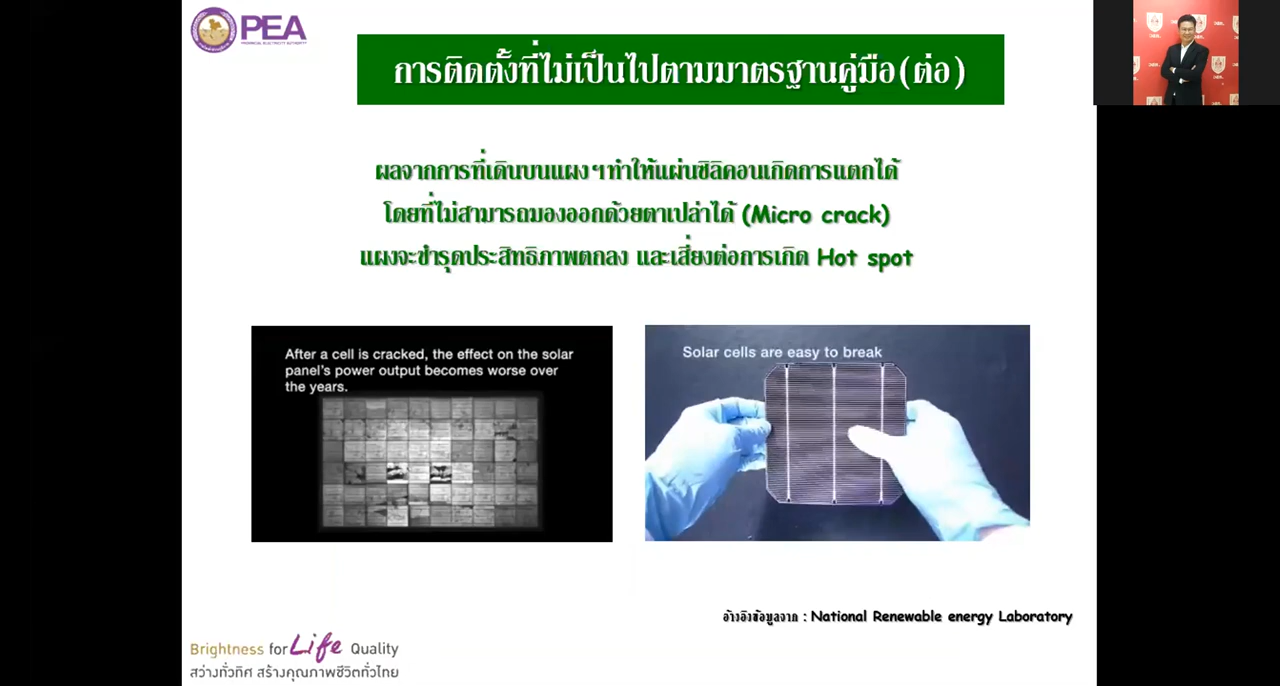 PEA
PROVINCIAL ELECTRICITY AUTHORITY
การติดตั้งที่ไม่เป็นไปตามมาตรฐานคู่มือ(ต่อ)
ผลจากการที่เดินบนแผงฯทำให้แผ่นซิลิคอนเกิดการแตกได้
โดยที่ไม่สามารถมองออกด้วยตาเปล่าได้ (Micro crack)
แผงจะชำรุดประสิทธิภาพตกลง และเสี่ยงต่อการเกิด Hot spot
After a cell is cracked, the effect on the solar
panel's power output becomes worse over
the years.
Solar cells are easy to break
อ้างอิงข้อมูลจาก : National Renewable energy Laboratory
Brightness for Life Quality
สว่างทั่วทิศ สร้างคุณภาพชีวิตทั่วไทย